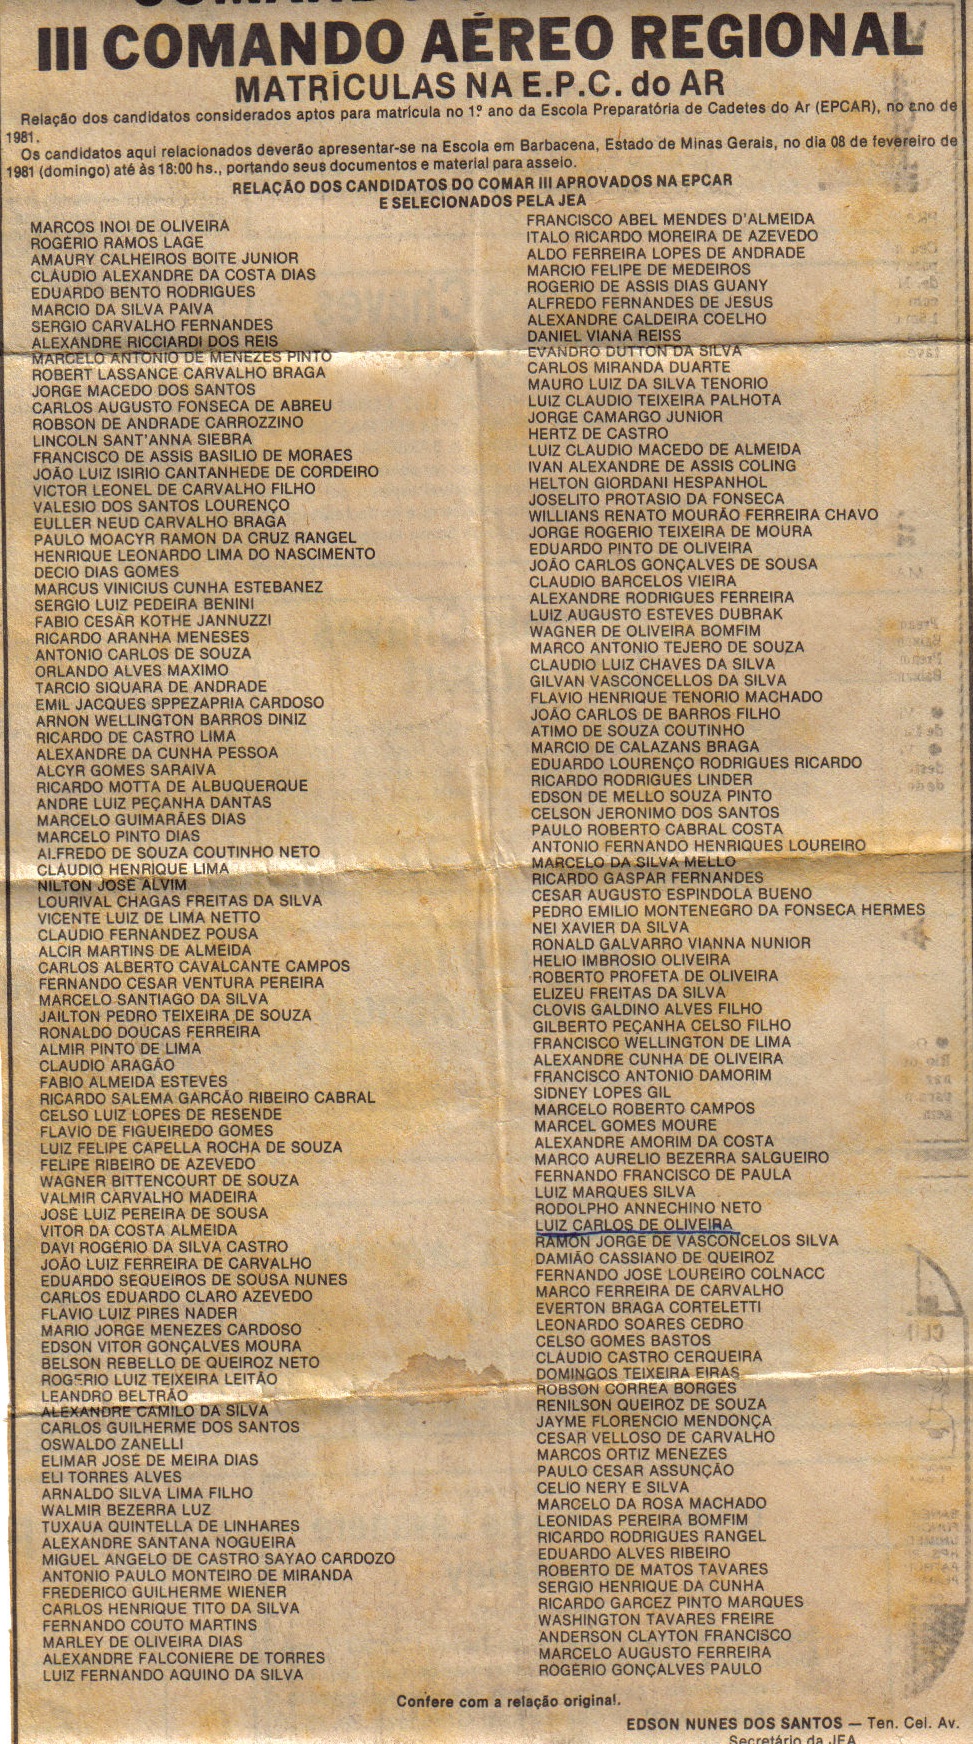 III COMANDO AÉREO REGIONAL
MATRÍCULAS NA E.P.C. do AR
Relação dos candidatos considerados aptos para matrícula no 1º ano da Escola Preparatória de Cadetes do Ar (EPCAR), no ano de
1981.
Os candidatos aqui relacionados deverão apresentar-se na Escola em Barbacena, Estado de Minas Gerais, no dia 08 de fevereiro de
1981 (domingo) até às 18:00 hs., portando seus documentos e material para asseio.
RELAÇÃO DOS CANDIDATOS DO COMAR III APROVADOS NA EPCAR
E SELECIONADOS PELA JEA
MARCOS INOI DE OLIVEIRA
ROGÉRIO RAMOS LAGE
AMAURY CALHEIROS BOITE JUNIOR
CLÁUDIO ALEXANDRE DA COSTA DIAS
EDUARDO BENTO RODRIGUES
MARCIO DA SILVA PAIVA
SERGIO CARVALHO FERNANDES
ALEXANDRE RICCIARDI DOS REIS
MARCELO ANTONIO DE MENEZES PINTO
ROBERT LASSANCE CARVALHO BRAGA
JORGE MACEDO DOS SANTOS
CARLOS AUGUSTO FONSECA DE ABREU
ROBSON DE ANDRADE CARROZZINO
LINCOLN SANT'ANNA SIEBRA
FRANCISCO DE ASSIS BASILIO DE MORAES
JOÃO LUIZ ISIRIO CANTANHEDE DE CORDEIRO
VICTOR LEONEL DE CARVALHO FILHO
VALESIO DOS SANTOS LOURENÇO
EULLER NEUD CARVALHO BRAGA
PAULO MOACYR RAMON DA CRUZ RANGEL
HENRIQUE LEONARDO LIMA DO NASCIMENTO
DECIO DIAS GOMES
MARCUS VINICIUS CUNHA ESTEBANEZ
SERGIO LUIZ PEDEIRA BENINI
FABIO CESAR KOTHE JANNUZZI
RICARDO ARANHA MENESES
ANTONIO CARLOS DE SOUZA
ORLANDO ALVES MAXIMO
TARCIO SIQUARA DE ANDRADE
EMIL JACQUES SPPEZAPRIA CARDOSO
ARNON WELLINGTON BARROS DINIZ
RICARDO DE CASTRO LIMA
ALEXANDRE DA CUNHA PESSOA
ALCYR GOMES SARAIVA
RICARDO MOTTA DE ALBUQUERQUE
ANDRE LUIZ PEÇANHA DANTAS
MARCELO GUIMARÃES DIAS
MARCELO PINTO DIAS
ALFREDO DE SOUZA COUTINHO NETO
CLAUDIO HENRIQUE LIMA
NILTON JOSÉ ALVIM
LOURIVAL CHAGAS FREITAS DA SILVA
VICENTE LUIZ DE LIMA NETTO
CLAUDIO FERNANDEZ POUSA
ALCIR MARTINS DE ALMEIDA
CARLOS ALBERTO CAVALCANTE CAMPOS
FERNANDO CESAR VENTURA PEREIRA
MARCELO SANTIAGO DA SILVA
JAILTON PEDRO TEIXEIRA DE SOUZA
RONALDO DOUCAS FERREIRA
ALMIR PINTO DE LIMA
CLAUDIO ARAGÃO
FABIO ALMEIDA ESTEVES
RICARDO SALEMA GARCÃO RIBEIRO CABRAL
CELSO LUIZ LOPES DE RESENDE
FLAVIO DE FIGUEIREDO GOMES
LUIZ FELIPE CAPELLA ROCHA DE SOUZA
FELIPE RIBEIRO DE AZEVEDO
WAGNER BITTENCOURT DE SOUZA
VALMIR CARVALHO MADEIRA
JOSÉ LUIZ PEREIRA DE SOUSA
VITOR DA COSTA ALMEIDA
DAVI ROGÉRIO DA SILVA CASTRO
JOÃO LUIZ FERREIRA DE CARVALHO
EDUARDO SEQUEIROS DE SOUSA NUNES
CARLOS EDUARDO CLARO AZEVEDO
FLAVIO LUIZ PIRES NADER
MARIO JORGE MENEZES CARDOSO
EDSON VITOR GONÇALVES MOURA
BELSON REBELLO DE QUEIROZ NETO
ROGERIO LUIZ TEIXEIRA LEITÃO
LEANDRO BELTRÃO
ALEXANDRE CAMILO DA SILVA
CARLOS GUILHERME DOS SANTOS
OSWALDO ZANELLI
ELIMAR JOSÉ DE MEIRA DIAS
ELI TORRES ALVES
ARNALDO SILVA LIMA FILHO
WALMIR BEZERRA LUZ
TUXAUA QUINTELLA DE LINHARES
ALEXANDRE SANTANA NOGUEIRA
MIGUEL ANGELO DE CASTRO SAYAO CARDOZO
ANTONIO PAULO MONTEIRO DE MIRANDA
FREDERICO GUILHERME WIENER
CARLOS HENRIQUE TITO DA SILVA
FERNANDO COUTO MARTINS
MARLEY DE OLIVEIRA DIAS
ALEXANDRE FALCONIERE DE TORRES
LUIZ FERNANDO AQUINO DA SILVA
FRANCISCO ABEL MENDES D'ALMEIDA
ITALO RICARDO MOREIRA DE AZEVEDO
ALDO FERREIRA LOPES DE ANDRADE
MARCIO FELIPE DE MEDEIROS
ROGERIO DE ASSIS DIAS GUANY
ALFREDO FERNANDES DE JESUS
ALEXANDRE CALDEIRA COELHO
DANIEL VIANA REISS
EVANDRO DUTTON DA SILVA
CARLOS MIRANDA DUARTE
MAURO LUIZ DA SILVA TENORIO
LUIZ CLAUDIO TEIXEIRA PALHOTA
JORGE CAMARGO JUNIOR
HERTZ DE CASTRO
LUIZ CLAUDIO MACEDO DE ALMEIDA
IVAN ALEXANDRE DE ASSIS COLING
HELTON GIORDANI HESPANHOL
JOSELITO PROTASIO DA FONSECA
WILLIANS RENATO MOURÃO FERREIRA CHAVO
JORGE ROGERIO TEIXEIRA DE MOURA
EDUARDO PINTO DE OLIVEIRA
JOÃO CARLOS GONÇALVES DE SOUSA
CLAUDIO BARCELOS VIEIRA
ALEXANDRE RODRIGUES FERREIRA
LUIZ AUGUSTO ESTEVES DUBRAK
WAGNER DE OLIVEIRA BOMFIM
MARCO ANTONIO TEJERO DE SOUZA
CLAUDIO LUIZ CHAVES DA SILVA
GILVAN VASCONCELLOS DA SILVA
FLAVIO HENRIQUE TENORIO MACHADO
JOÃO CARLOS DE BARROS FILHO
ATIMO DE SOUZA COUTINHO
MARCIO DE CALAZANS BRAGA
EDUARDO LOURENÇO RODRIGUES RICARDO
RICARDO RODRIGUES LINDER
EDSON DE MELLO SOUZA PINTO
CELSON JERONIMO DOS SANTOS
PAULO ROBERTO CABRAL COSTA
ANTONIO FERNANDO HENRIQUES LOUREIRO
MARCELO DA SILVA MELLO
RICARDO GASPAR FERNANDES
CESAR AUGUSTO ESPINDOLA BUENO
PEDRO EMILIO MONTENEGRO DA FONSECA HERMES
NEI XAVIER DA SILVA
RONALD GALVARRO VIANNA NUNIOR
HELIO IMBROSIO OLIVEIRA
ROBERTO PROFETA DE OLIVEIRA
ELIZEU FREITAS DA SILVA
CLOVIS GALDINO ALVES FILHO
GILBERTO PEÇANHA CELSO FILHO
FRANCISCO WELLINGTON DE LIMA
ALEXANDRE CUNHA DE OLIVEIRA
FRANCISCO ANTONIO DAMORIM
SIDNEY LOPES GIL
MARCELO ROBERTO CAMPOS
MARCEL GOMES MOURE
ALEXANDRE AMORIM DA COSTA
MARCO AURELIO BEZERRA SALGUEIRO
FERNANDO FRANCISCO DE PAULA
LUIZ MARQUES SILVA
RODOLPHO ANNECHINO NETO
LUIZ CARLOS DE OLIVEIRA
RAMON JORGE DE VASCONCELOS SILVA
DAMIÃO CASSIANO DE QUEIROZ
FERNANDO JOSÉ LOUREIRO COLNACC
MARCO FERREIRA DE CARVALHO
EVERTON BRAGA CORTELETTI
LEONARDO SOARES CEDRO
CELSO GOMES BASTOS
CLAUDIO CASTRO CERQUEIRA
DOMINGOS TEIXEIRA EIRAS
ROBSON CORREA BORGES
RENILSON QUEIROZ DE SOUZA
JAYME FLORENCIO MENDONÇA
CESAR VELLOSO DE CARVALHO
MARCOS ORTIZ MENEZES
PAULO CESAR ASSUNÇÃO
CELIO NERY E SILVA
MARCELO DA ROSA MACHADO
LEONIDAS PEREIRA BOMFIM
RICARDO RODRIGUES RANGEL
EDUARDO ALVES RIBEIRO
ROBERTO DE MATOS TAVARES
SERGIO HENRIQUE DA CUNHA
RICARDO GARCEZ PINTO MARQUES
WASHINGTON TAVARES FREIRE
ANDERSON CLAYTON FRANCISCO
MARCELO AUGUSTO FERREIRA
ROGÉRIO GONÇALVES PAULO
Confere com a relação original.
EDSON NUNES DOS SANTOS — Ten. Cel. Av.
Secretário da JEA